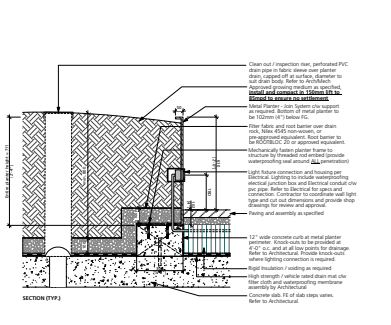 Clean out / inspection riser, perforated PVC
drain pipe in fabric sleeve over planter
drain, capped off at surface, diameter to
suit drain body. Refer to Arch/Mech
Approved growing medium as specified,
install and compact in 150mm lift to
85mpd to ensure no settlement
Metal Planter - Join System c/w support
as required. Bottom of metal planter to
be 102mm (4") below FG.
Filter fabric and root barrier over drain
rock, Nilex 4545 non-woven, or
pre-approved equivalent. Root barrier to
be ROOTBLOC 20 or approved equivalent.
Mechanically fasten planter frame to
structure by threaded rod embed (provide
waterproofing seal around ALL penetration)
Light fixture connection and housing per
Electrical. Lighting to include waterproofing
electrical junction box and Electrical conduit c/w
pvc pipe. Refer to Electrical for specs and
connection. Contractor to coordinate wall light
type and cut out dimensions and provide shop
drawings for review and approval.
Paving and assembly as specified
12" wide concrete curb at metal planter
perimeter. Knock-outs to be provided at
4'-0" o.c. and at all low points for drainage.
Refer to Architectural. Provide knock-outs
where lighting connection is required.
Rigid Insulation / voiding as required
High strength / whole rated drain mat c/w
filter cloth and waterproofing membrane
assembly by Architectural
Concrete slab. FE of slab steps varies.
Refer to Architectural.
SECTION (TYP.)